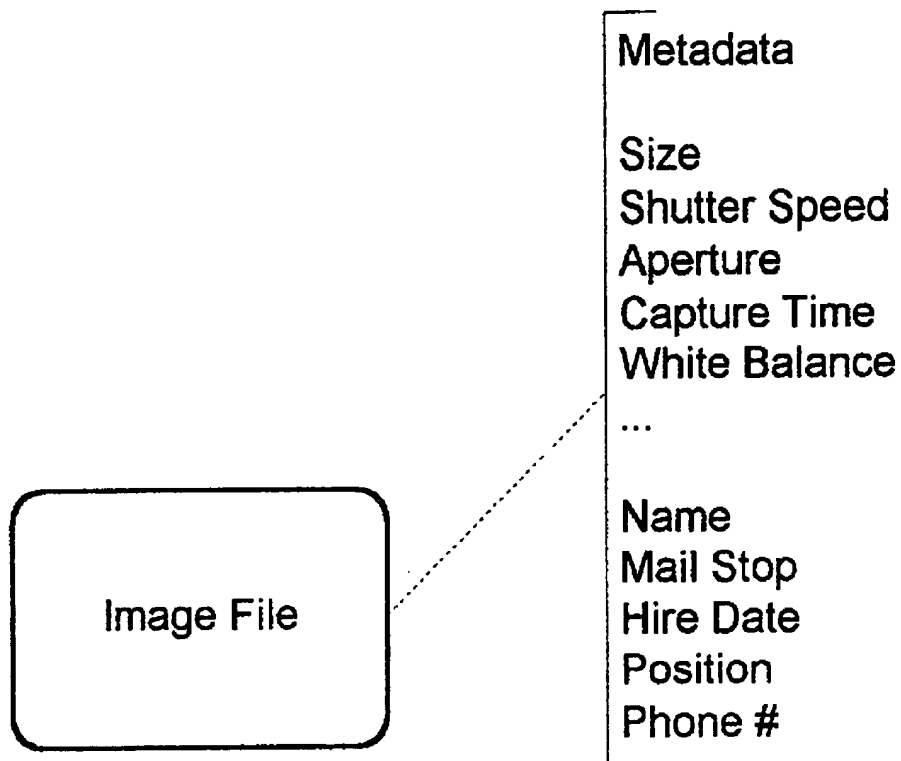 Metadata
Size
Shutter Speed
Aperture
Capture Time
White Balance
...
Name
Mail Stop
Hire Date
Position
Phone #
Image File